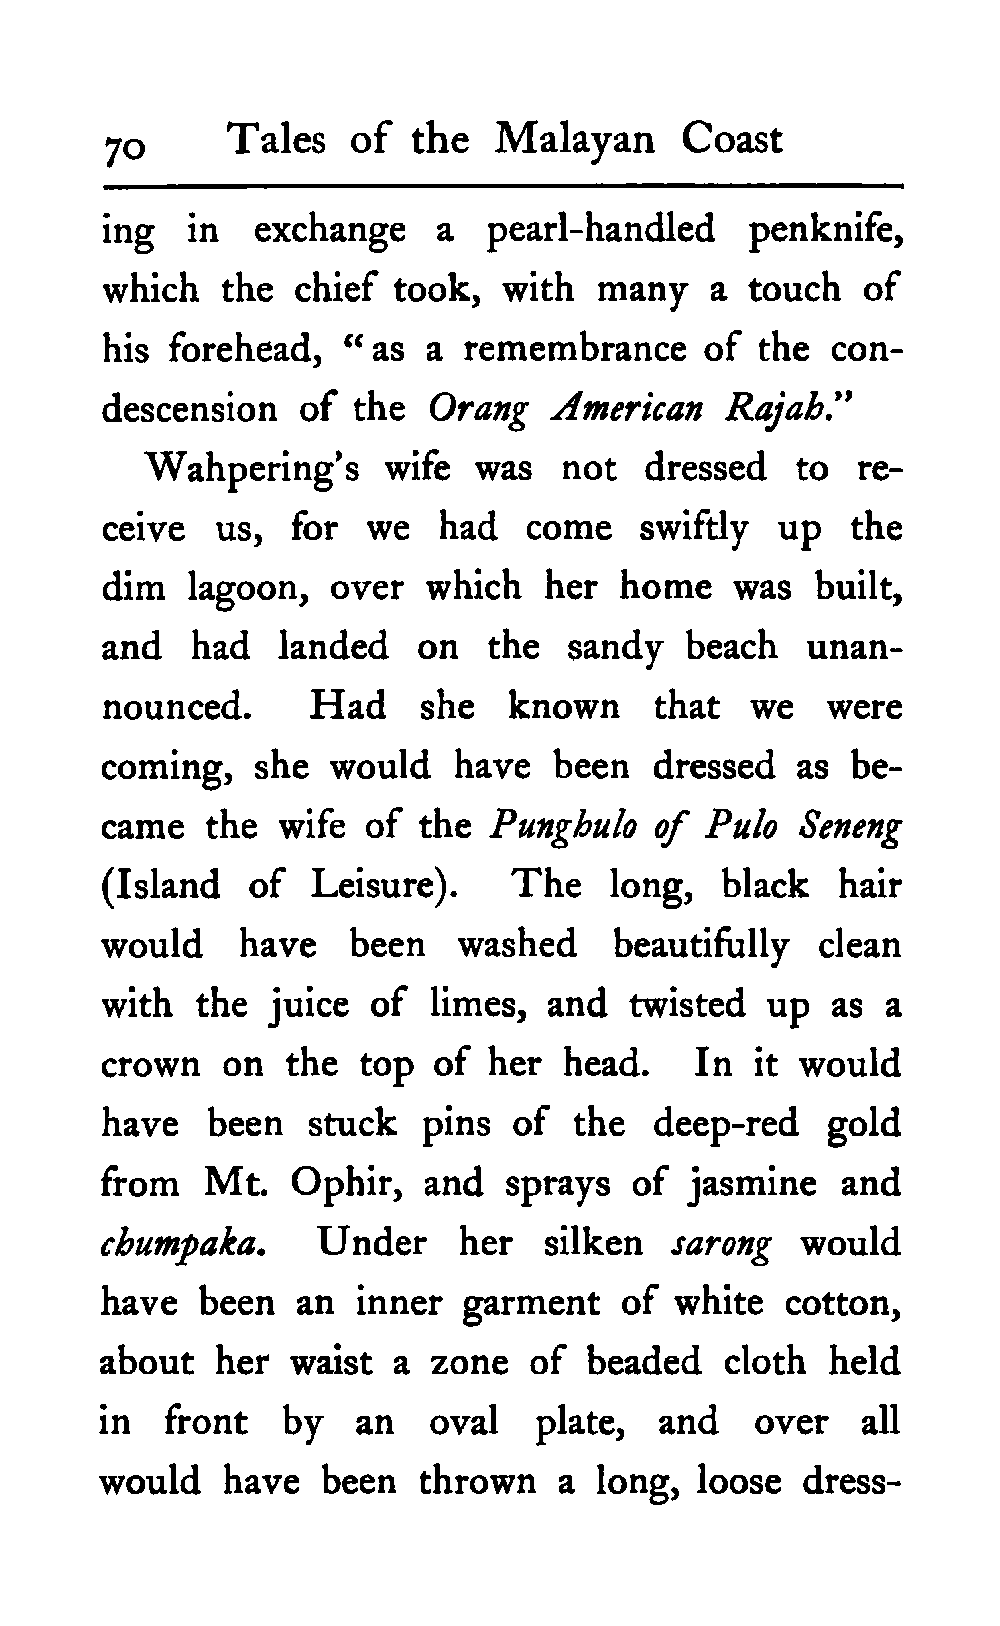 70 Tales of the Malayan Coast
ing in exchange a pearl-handled penknife,
which the chief took, with many a touch of
his forehead, “ as a remembrance of the con-
descension of the Orang American Rajah.”
Wahpering’s wife was not dressed to re-
ceive us, for we had come swiftly up the
dim lagoon, over which her home was built,
and had landed on the sandy beach unan-
nounced. Had she known that we were
coming, she would have been dressed as be-
came the wife of the Punghulo of Pulo Seneng
(Island of Leisure). The long, black hair
would have been washed beautifully clean
with the juice of limes, and twisted up as a
crown on the top of her head. In it would
have been stuck pins of the deep-red gold
from Mt. Ophir, and sprays of jasmine and
chumpaka. Under her silken sarong would
have been an inner garment of white cotton,
about her waist a zone of beaded cloth held
in front by an oval plate, and over all
would have been thrown a long, loose dress-